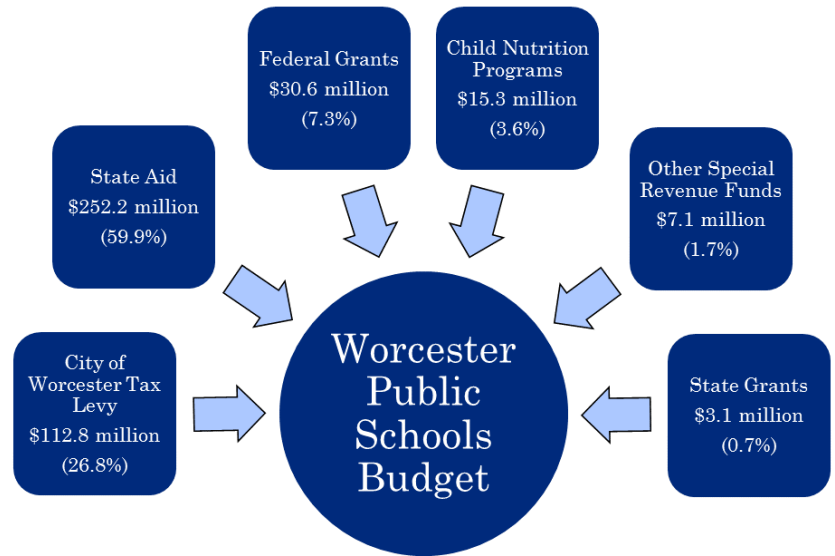 Federal Grants
$30.6 million
(7.3%)
Child Nutrition
Programs
$15.3 million
(3.6%)
State Aid
$252.2 million
(59.9%)
Other Special
Revenue Funds
$7.1 million
(1.7%)
City of
Worcester Tax
Levy
$112.8 million
(26.8%)
Worcester
Public
Schools
Budget
State Grants
$3.1 million
(0.7%)